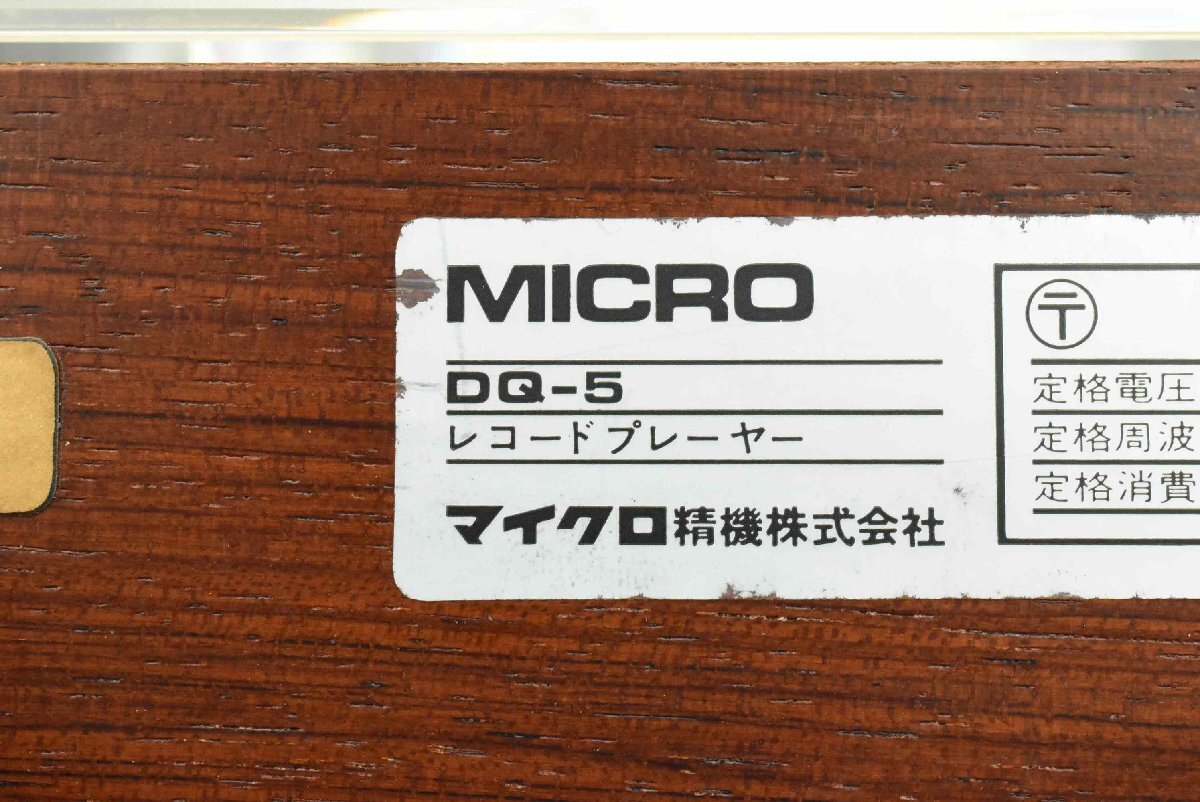 MICRO
DQ-5
レコードプレーヤー
マイクロ精機株式会社
〒
定格電圧
定格周波
定格消費